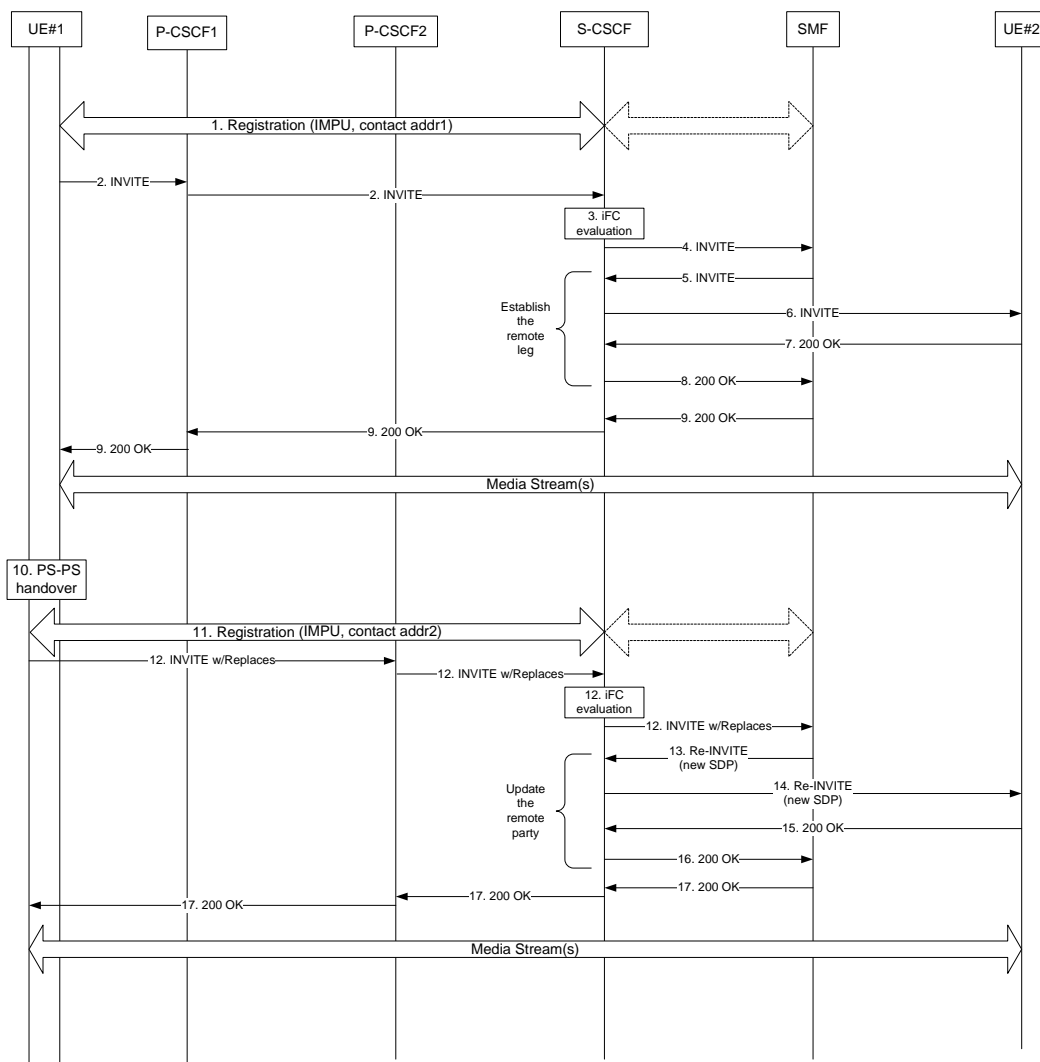 UE#1
P-CSCF1
P-CSCF2
S-CSCF
SMF
UE#2
1. Registration (IMPU, contact addr1)
2. INVITE
2. INVITE
3. iFC
evaluation
4. INVITE
5. INVITE
Establish
the
remote
leg
6. INVITE
7. 200 OK
8. 200 OK
9. 200 OK
9. 200 OK
9. 200 OK
Media Stream(s)
10. PS-PS
handover
11. Registration (IMPU, contact addr2)
12. INVITE w/Replaces
12. INVITE w/Replaces
12. iFC
evaluation
12. INVITE w/Replaces
13. Re-INVITE
(new SDP)
Update
the
remote
party
14. Re-INVITE
(new SDP)
15. 200 OK
16. 200 OK
17. 200 OK
17. 200 OK
17. 200 OK
Media Stream(s)